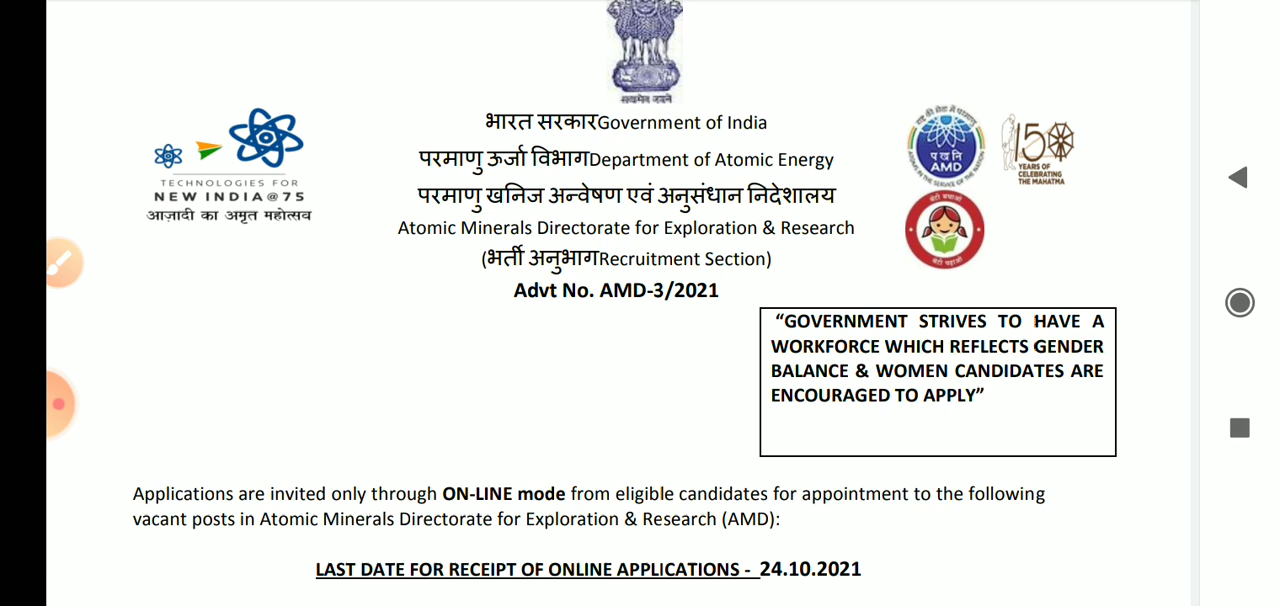 सत्यमेव जयते
भारत सरकारGovernment of India
परमाणु ऊर्जा विभागDepartment of Atomic Energy
परमाणु खनिज अन्वेषण एवं अनुसंधान निदेशालय
Atomic Minerals Directorate for Exploration & Research
(भर्ती अनुभागRecruitment Section)
Advt No. AMD-3/2021
TECHNOLOGIES FOR
NEW INDIA@75
आज़ादी का अमृत महोत्सव
प ख नि
AMD
150
YEARS OF
CELEBRATING
THE MAHATMA
बेटी बचाओ
बेटी पढ़ाओ
“GOVERNMENT STRIVES TO HAVE A
WORKFORCE WHICH REFLECTS GENDER
BALANCE & WOMEN CANDIDATES ARE
ENCOURAGED TO APPLY”
Applications are invited only through ON-LINE mode from eligible candidates for appointment to the following
vacant posts in Atomic Minerals Directorate for Exploration & Research (AMD):
LAST DATE FOR RECEIPT OF ONLINE APPLICATIONS - 24.10.2021